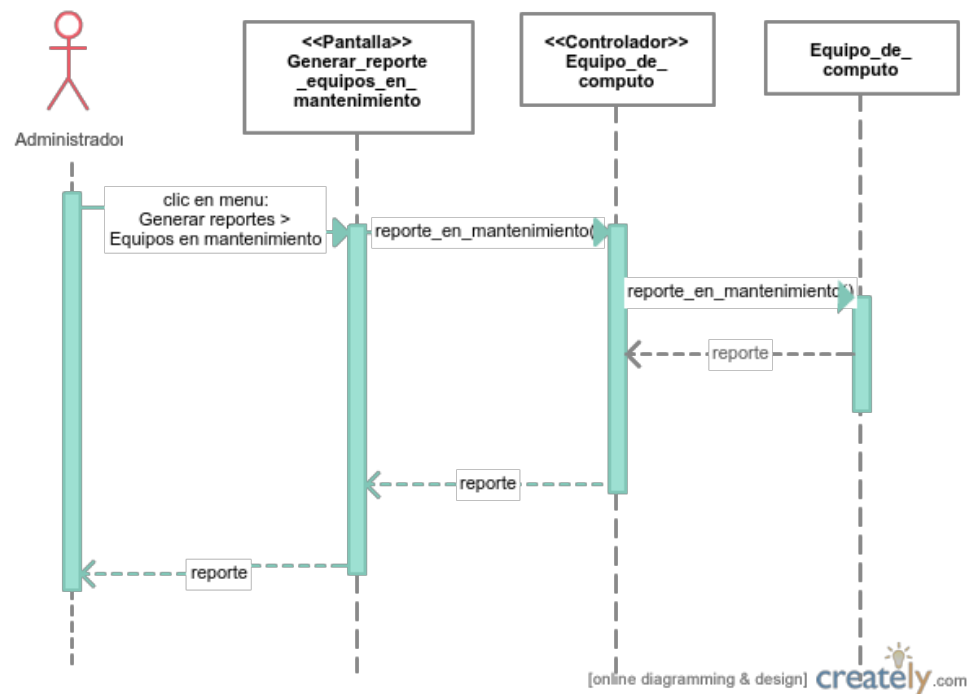 <<Pantalla>>
Generar_reporte
_equipos_en_
mantenimiento
<<Controlador>>
Equipo_de_
computo
Equipo_de_
computo
Administrador
clic en menu:
Generar reportes >
Equipos en mantenimiento
reporte_en_mantenimiento(
reporte_en_mantenimiento()
reporte
reporte
reporte
[online diagramming & design] creately.com